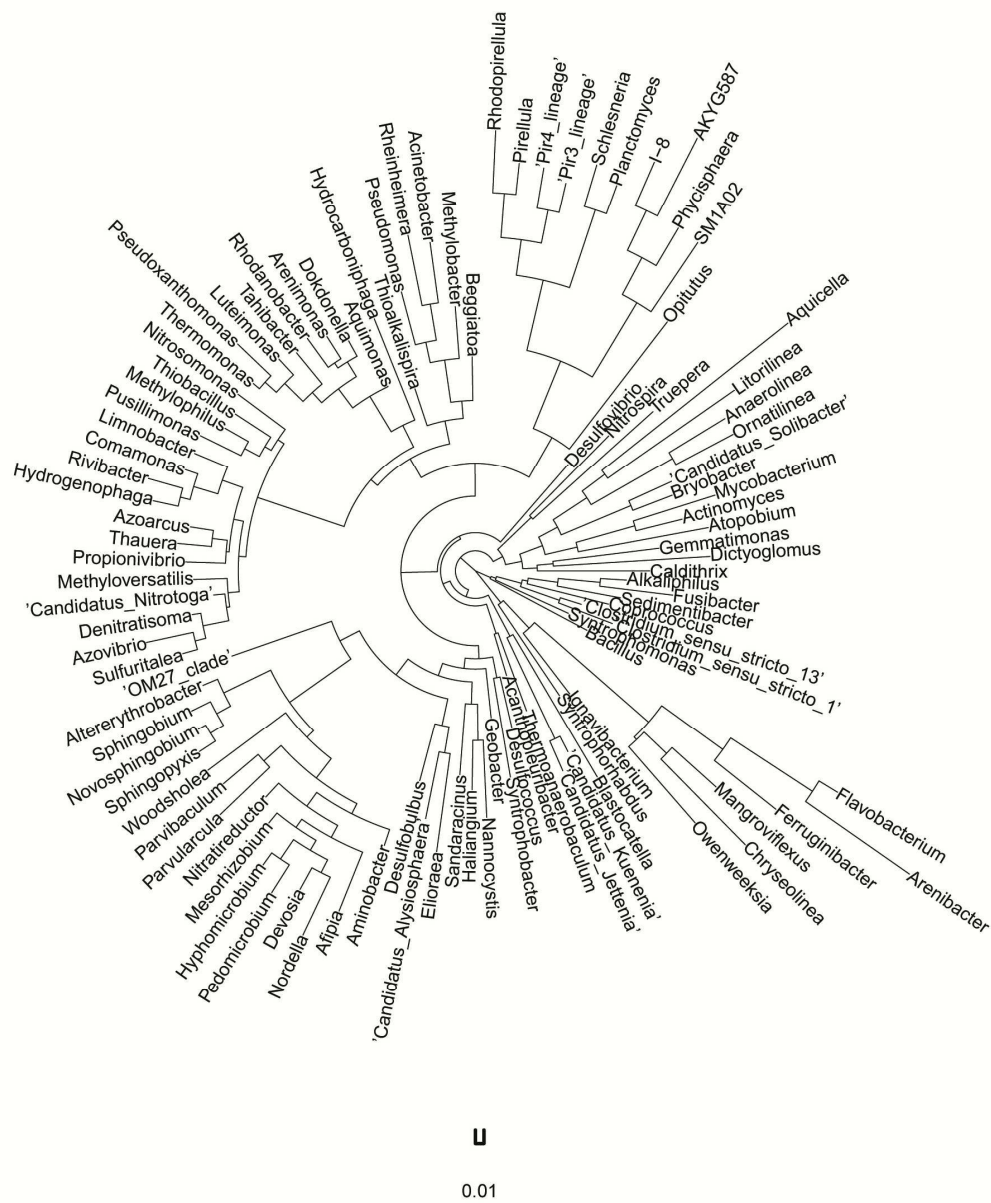 Rhodopirellula
Pirellula
'Pir4_lineage'
'Pir3_lineage'
Schlesneria
Planctomyces
I-8
AKYG587
Phycisphaera
SM1A02
Opitutus
Desulfovibrio
Nitrospira
Truepera
Aquicella
Litorilinea
Anaerolinea
Ornatilinea
'Candidatus_Solibacter'
Bryobacter
Mycobacterium
Actinomyces
Atopobium
Gemmatimonas
Dictyoglomus
Caldithrix
Alkaliphilus
Fusibacter
Sedimentibacter
Coprococcus
Clostridium_sensu_stricto_13'
Clostridium_sensu_stricto_1'
Syntrophomonas
Bacillus
Flavobacterium
Arenibacter
Ferruginibacter
Mangroviflexus
Chryseolinea
Owenweeksia
Ignavibacterium
Syntrophorhabdus
Blastocatella
'Candidatus_Kuenenia'
Candidatus_Jettenia'
Thermoanaerobaculum
Acanthopleuribacter
Desulfococcus
Syntrophobacter
Geobacter
Nannocystis
Haliangium
Sandaracinus
Elioraea
'Candidatus_Alysiosphaera
Desulfobulbus
Aminobacter
Afipia
Nordella
Devosia
Pedomicrobium
Hyphomicrobium
Mesorhizobium
Nitratireductor
Parvularcula
Parvibaculum
Woodsholea
Sphingopyxis
Novosphingobium
Sphingobium
Altererythrobacter
'OM27_clade'
Sulfuritalea
Azovibrio
Denitratisoma
'Candidatus_Nitrotoga'
Methyloversatilis
Propionivibrio
Thauera
Azoarcus
Hydrogenophaga
Rivibacter
Comamonas
Limnobacter
Pusillimonas
Methylophilus
Thiobacillus
Nitrosomonas
Thermomonas
Pseudoxanthomonas
Luteimonas
Tahibacter
Rhodanobacter
Arenimonas
Dokdonella
Aquimonas
Hydrocarboniphaga
Thioalkalispira
Pseudomonas
Rheinheimera
Acinetobacter
Methylobacter
Beggiatoa
0.01